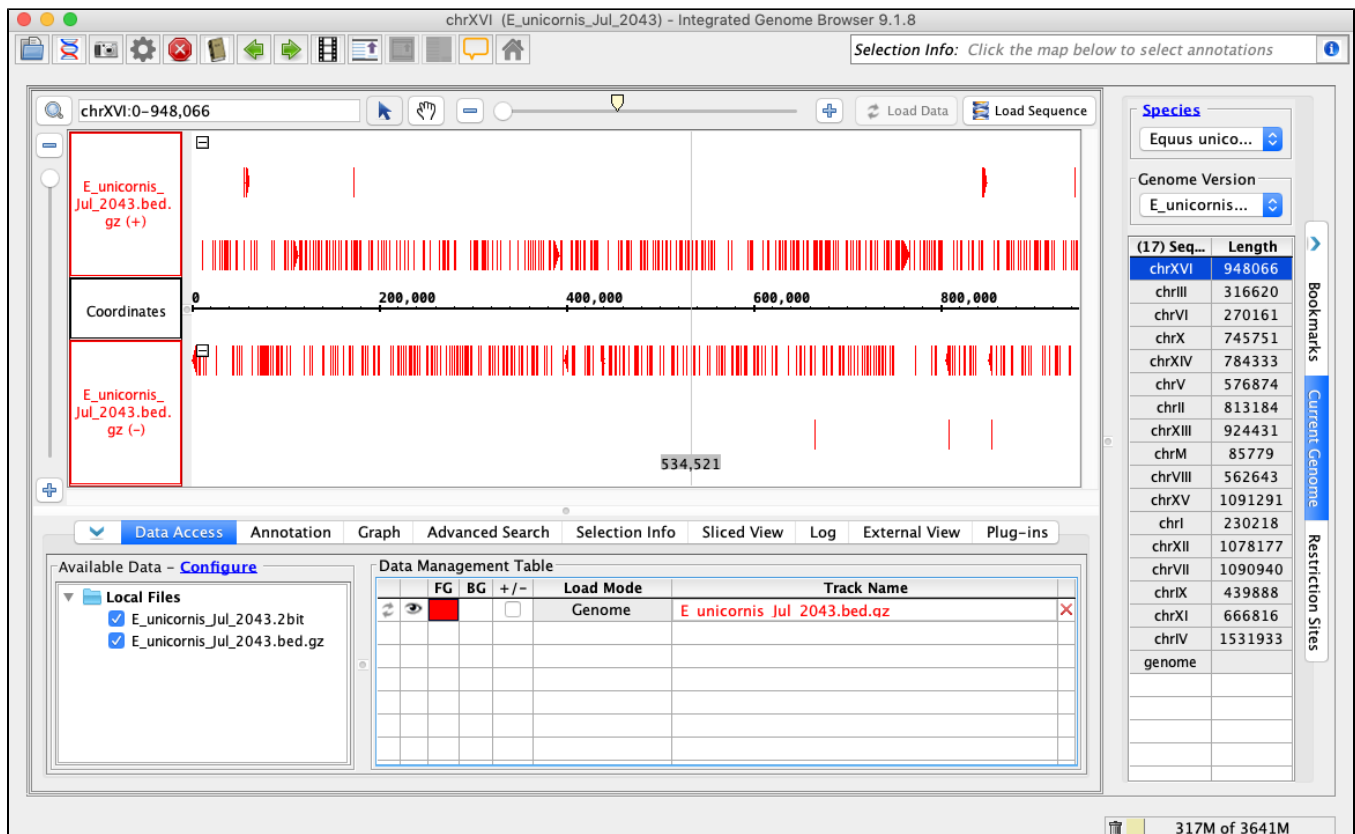 chrXVI (E_unicornis_Jul_2043) - Integrated Genome Browser 9.1.8
Selection Info: Click the map below to select annotations
chrXVI:0-948,066
Load Data
Load Sequence
E_unicornis_
Jul_2043.bed.
gz (+)
Coordinates
0 200,000 400,000 600,000 800,000
E_unicornis_
Jul_2043.bed.
gz (-)
534,521
Species
Equus unico...
Genome Version
E_unicornis...
(17) Seq... Length
chrXVI 948066
chrIII 316620
chrVI 270161
chrX 745751
chrXIV 784333
chrV 576874
chrII 813184
chrXIII 924431
chrM 85779
chrVIII 562643
chrXV 1091291
chrI 230218
chrXII 1078177
chrVII 1090940
chrIX 439888
chrXI 666816
chrIV 1531933
genome
Bookmarks
Current Genome
Restriction Sites
Data Access Annotation Graph Advanced Search Selection Info Sliced View Log External View Plug-ins
Available Data - Configure
Local Files
E_unicornis_Jul_2043.2bit
E_unicornis_Jul_2043.bed.gz
Data Management Table
FG BG +/- Load Mode Track Name
Genome E_unicornis_Jul_2043.bed.gz
317M of 3641M